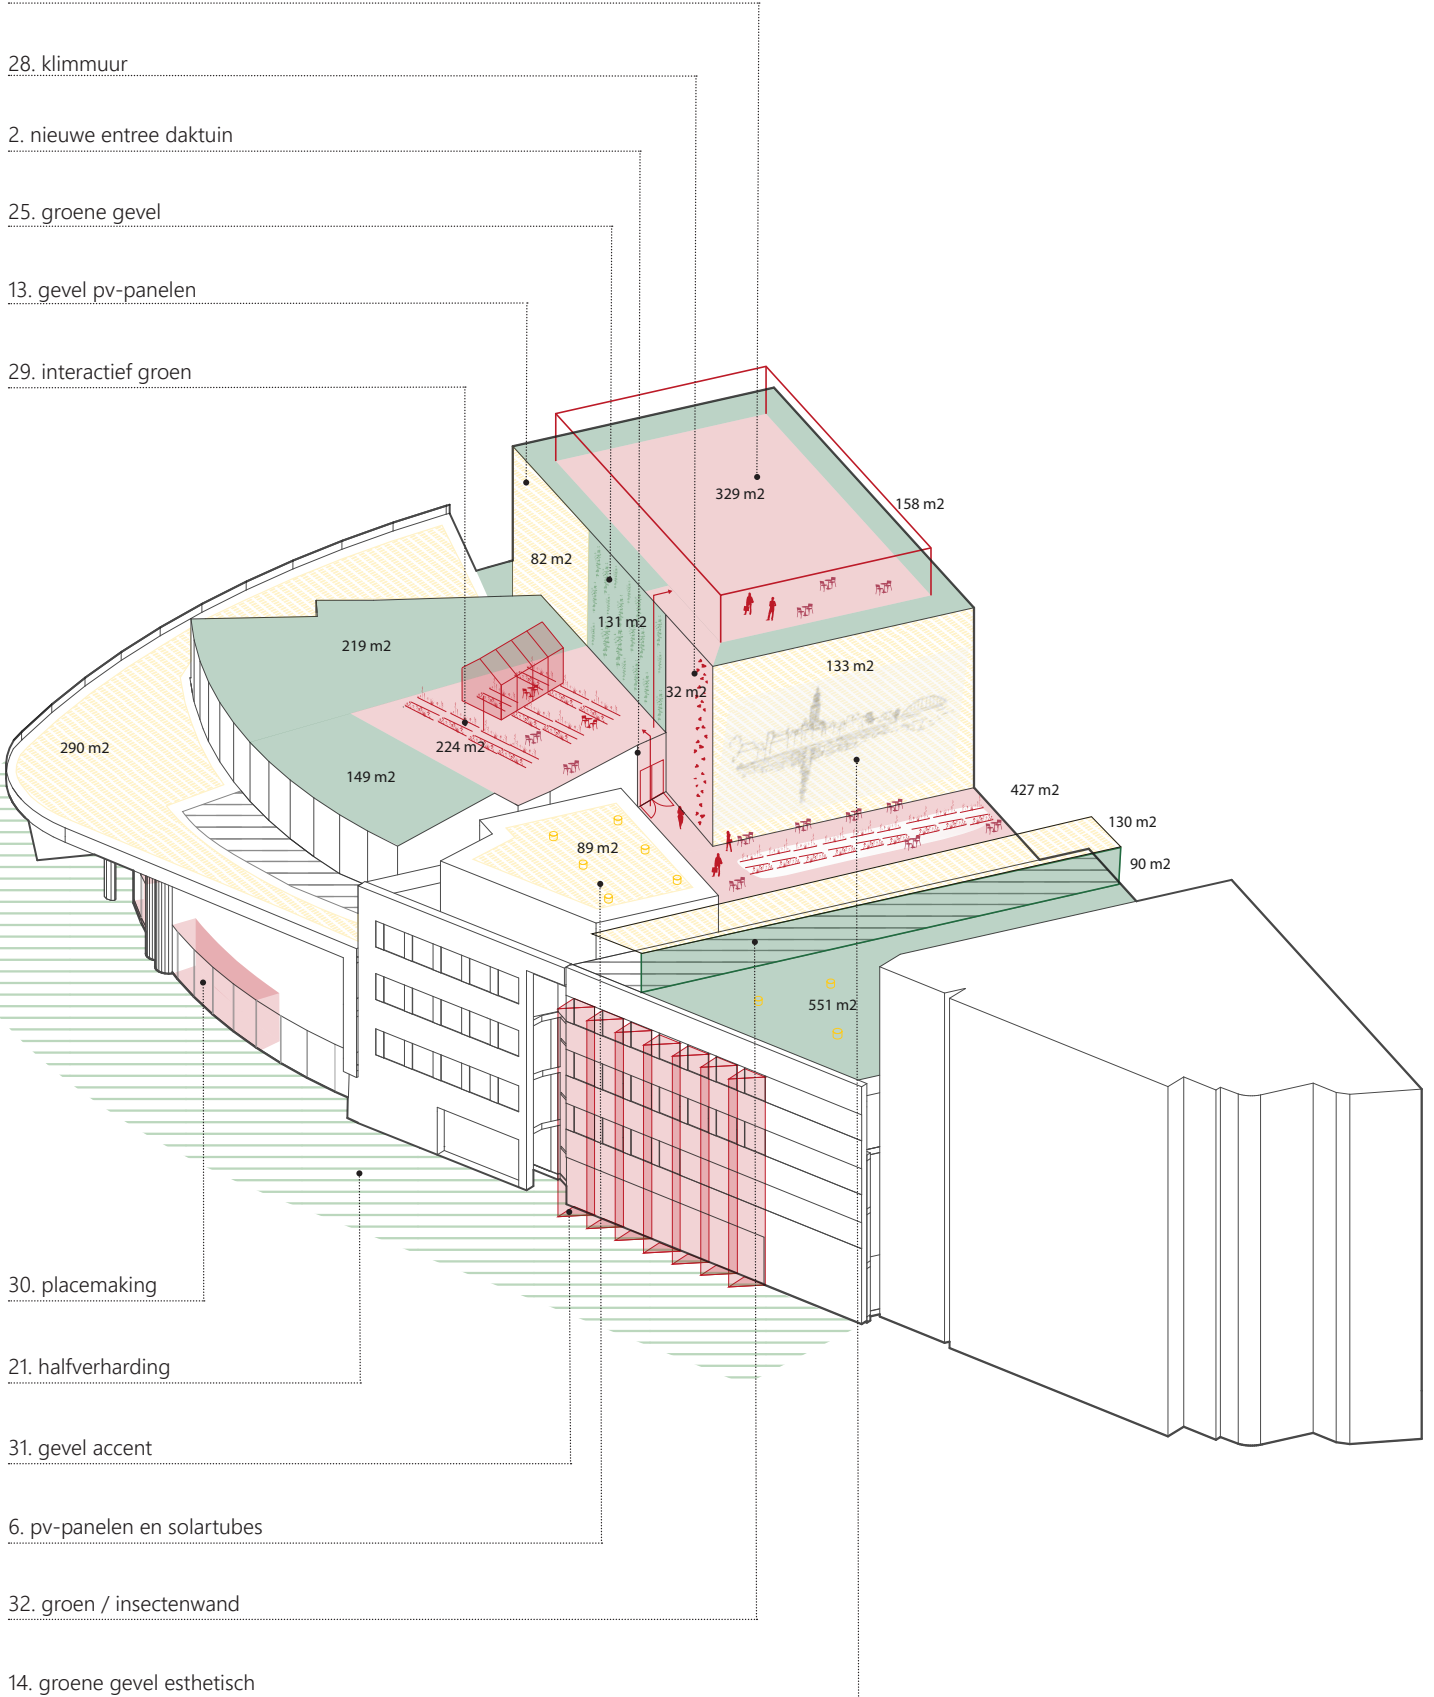 28. klimmuur
2. nieuwe entree daktuin
25. groene gevel
13. gevel pv-panelen
29. interactief groen
329 m2
158 m2
82 m2
131 m2
219 m2
133 m2
32 m2
290 m2
224 m2
149 m2
427 m2
130 m2
89 m2
90 m2
551 m2
30. placemaking
21. halfverharding
31. gevel accent
6. pv-panelen en solartubes
32. groen / insectenwand
14. groene gevel esthetisch